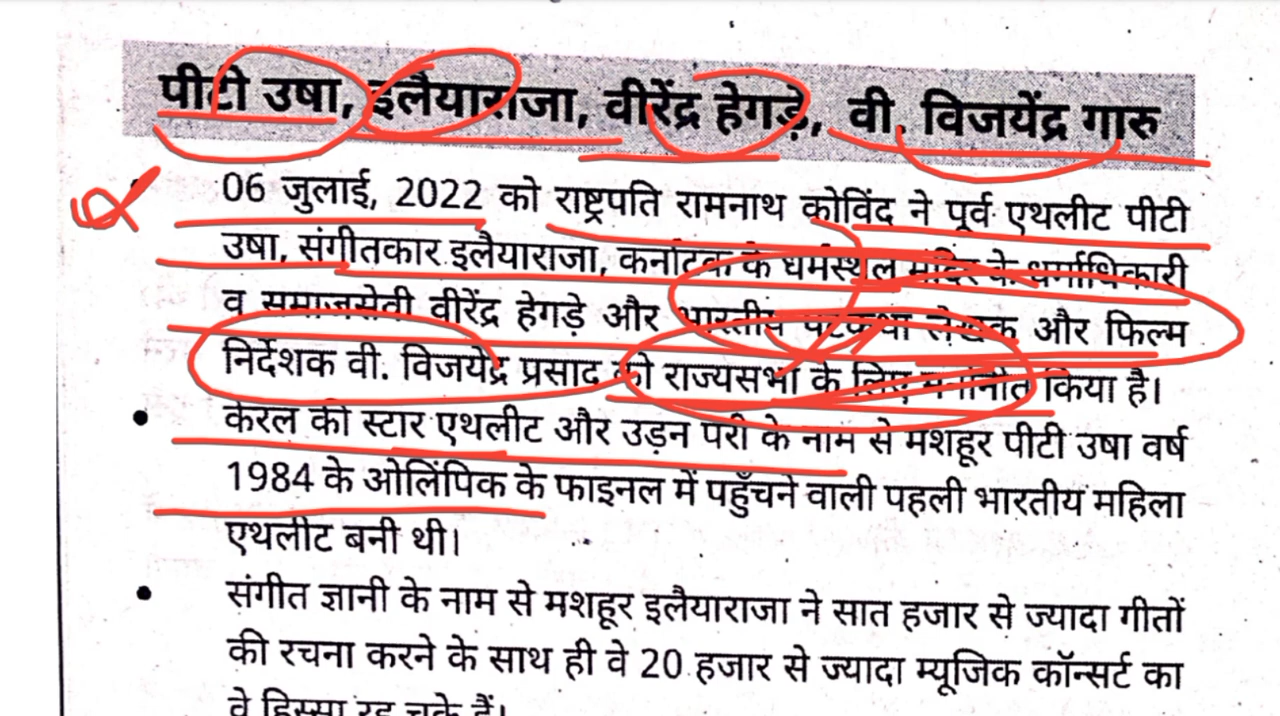 पीटी उषा, इलैयाराजा, वीरेंद्र हेगड़े, वी. विजयेंद्र गारु
06 जुलाई, 2022 को राष्ट्रपति रामनाथ कोविंद ने पूर्व एथलीट पीटी
उषा, संगीतकार इलैयाराजा, कर्नाटक के धर्मस्थल मंदिर के धर्माधिकारी
व समाजसेवी वीरेंद्र हेगड़े और भारतीय पटकथा लेखक और फिल्म
निर्देशक वी. विजयेंद्र प्रसाद को राज्यसभा के लिए मनोनीत किया है।
• केरल की स्टार एथलीट और उड़न परी के नाम से मशहूर पीटी उषा वर्ष
1984 के ओलिंपिक के फाइनल में पहुँचने वाली पहली भारतीय महिला
एथलीट बनी थी।
• संगीत ज्ञानी के नाम से मशहूर इलैयाराजा ने सात हजार से ज्यादा गीतों
की रचना करने के साथ ही वे 20 हजार से ज्यादा म्यूजिक कॉन्सर्ट का
वे हिस्सा रह चुके हैं।